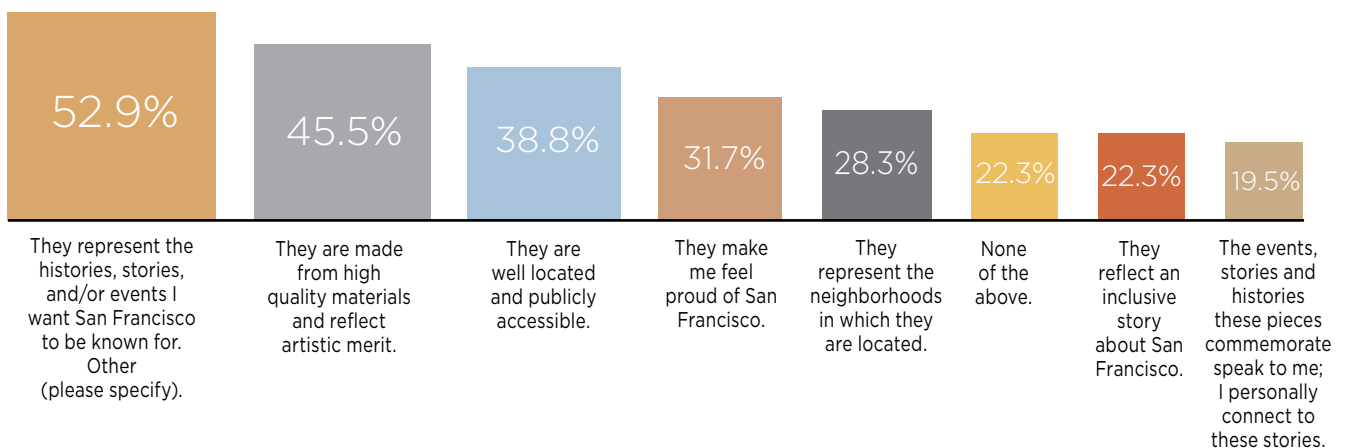 52.9%
45.5%
38.8%
31.7%
28.3%
22.3%
22.3%
19.5%
They represent the
histories, stories,
and/or events I
want San Francisco
to be known for.
Other
(please specify).
They are made
from high
quality materials
and reflect
artistic merit.
They are
well located
and publicly
accessible.
They make
me feel
proud of San
Francisco.
They
represent the
neighborhoods
in which they
are located.
None
of the
above.
They
reflect an
inclusive
story
about San
Francisco.
The events,
stories and
histories
these pieces
commemorate
speak to me;
I personally
connect to
these stories.